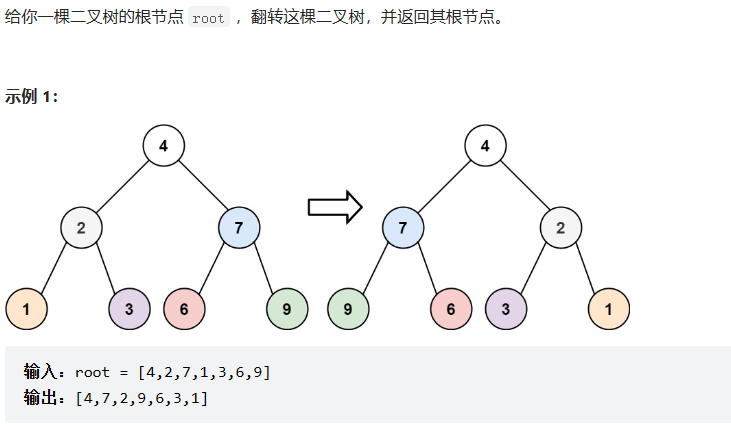 给你一棵二叉树的根节点 root ，翻转这棵二叉树，并返回其根节点。
示例 1：
4 4
2 7 7 2
1 3 6 9 9 6 3 1
输入：root = [4,2,7,1,3,6,9]
输出：[4,7,2,9,6,3,1]